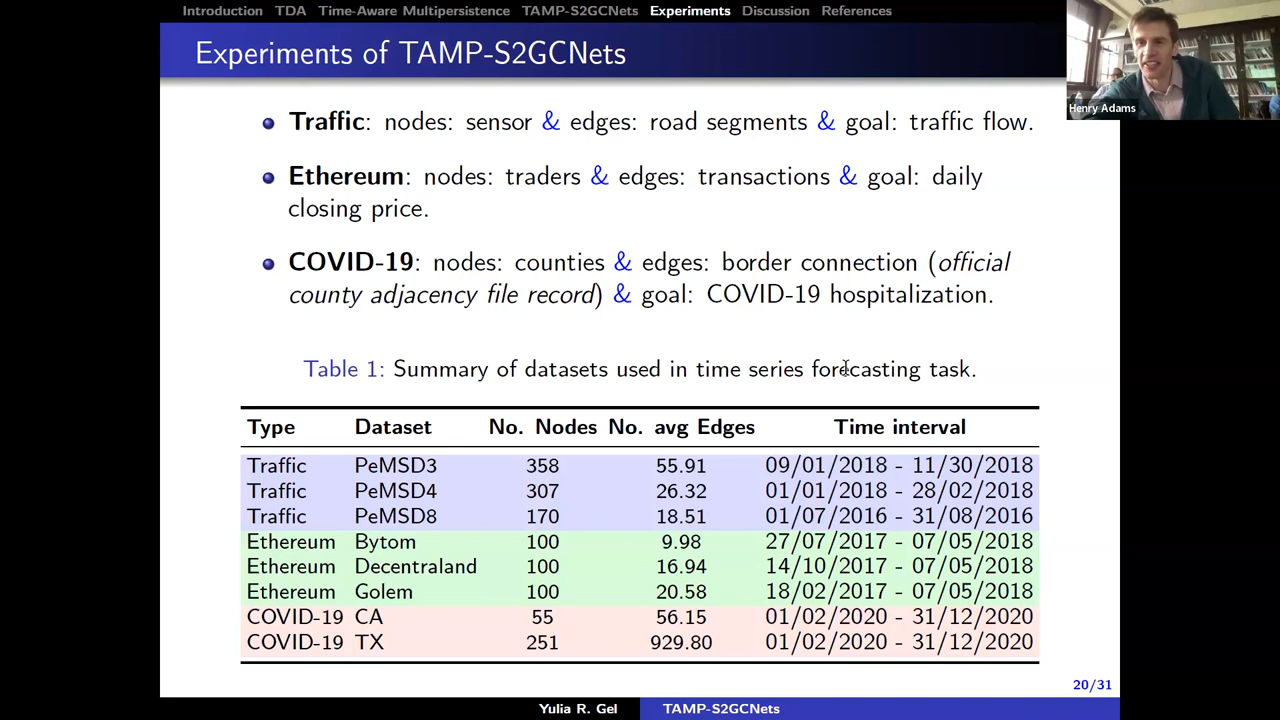 Introduction TDA Time-Aware Multipersistence TAMP-S2GCNets Experiments Discussion References
Experiments of TAMP-S2GCNets
Henry Adams
Traffic: nodes: sensor & edges: road segments & goal: traffic flow.
Ethereum: nodes: traders & edges: transactions & goal: daily
closing price.
COVID-19: nodes: counties & edges: border connection (official
county adjacency file record) & goal: COVID-19 hospitalization.
Table 1: Summary of datasets used in time series forecasting task.
Type Dataset No. Nodes No. avg Edges Time interval
Traffic PeMSD3 358 55.91 09/01/2018 - 11/30/2018
Traffic PeMSD4 307 26.32 01/01/2018 - 28/02/2018
Traffic PeMSD8 170 18.51 01/07/2016 - 31/08/2016
Ethereum Bytom 100 9.98 27/07/2017 - 07/05/2018
Ethereum Decentraland 100 16.94 14/10/2017 - 07/05/2018
Ethereum Golem 100 20.58 18/02/2017 - 07/05/2018
COVID-19 CA 55 56.15 01/02/2020 - 31/12/2020
COVID-19 TX 251 929.80 01/02/2020 - 31/12/2020
20/31
Yulia R. Gel TAMP-S2GCNets